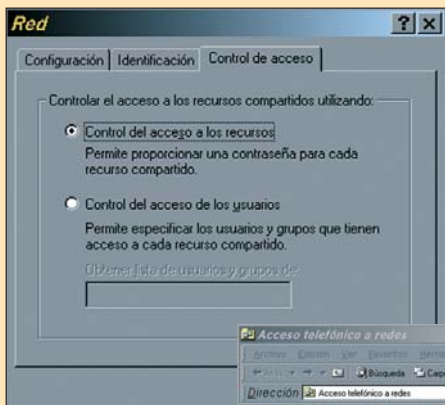 Red
Configuración Identificación Control de acceso
Controlar el acceso a los recursos compartidos utilizando:
Control del acceso a los recursos
Permite proporcionar una contraseña para cada
recurso compartido.
Control del acceso de los usuarios
Permite especificar los usuarios y grupos que tienen
acceso a cada recurso compartido.
Obtener lista de usuarios y grupos de:
Acceso telefónico a redes
Archivo Edición Ver Favoritos
Búsqueda
Dirección Acceso telefónico a redes